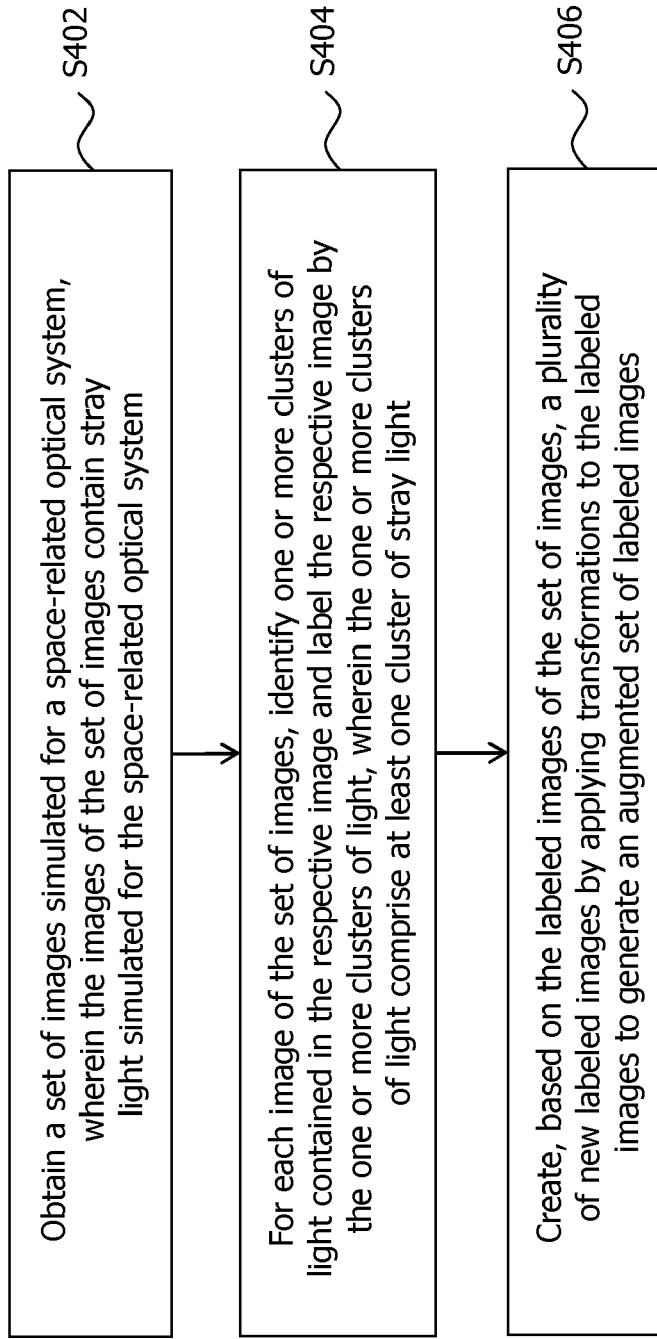 Obtain a set of images simulated for a space-related optical system,
wherein the images of the set of images contain stray
light simulated for the space-related optical system
S402
For each image of the set of images, identify one or more clusters of
light contained in the respective image and label the respective image by
the one or more clusters of light, wherein the one or more clusters
of light comprise at least one cluster of stray light
S404
Create, based on the labeled images of the set of images, a plurality
of new labeled images by applying transformations to the labeled
images to generate an augmented set of labeled images
S406